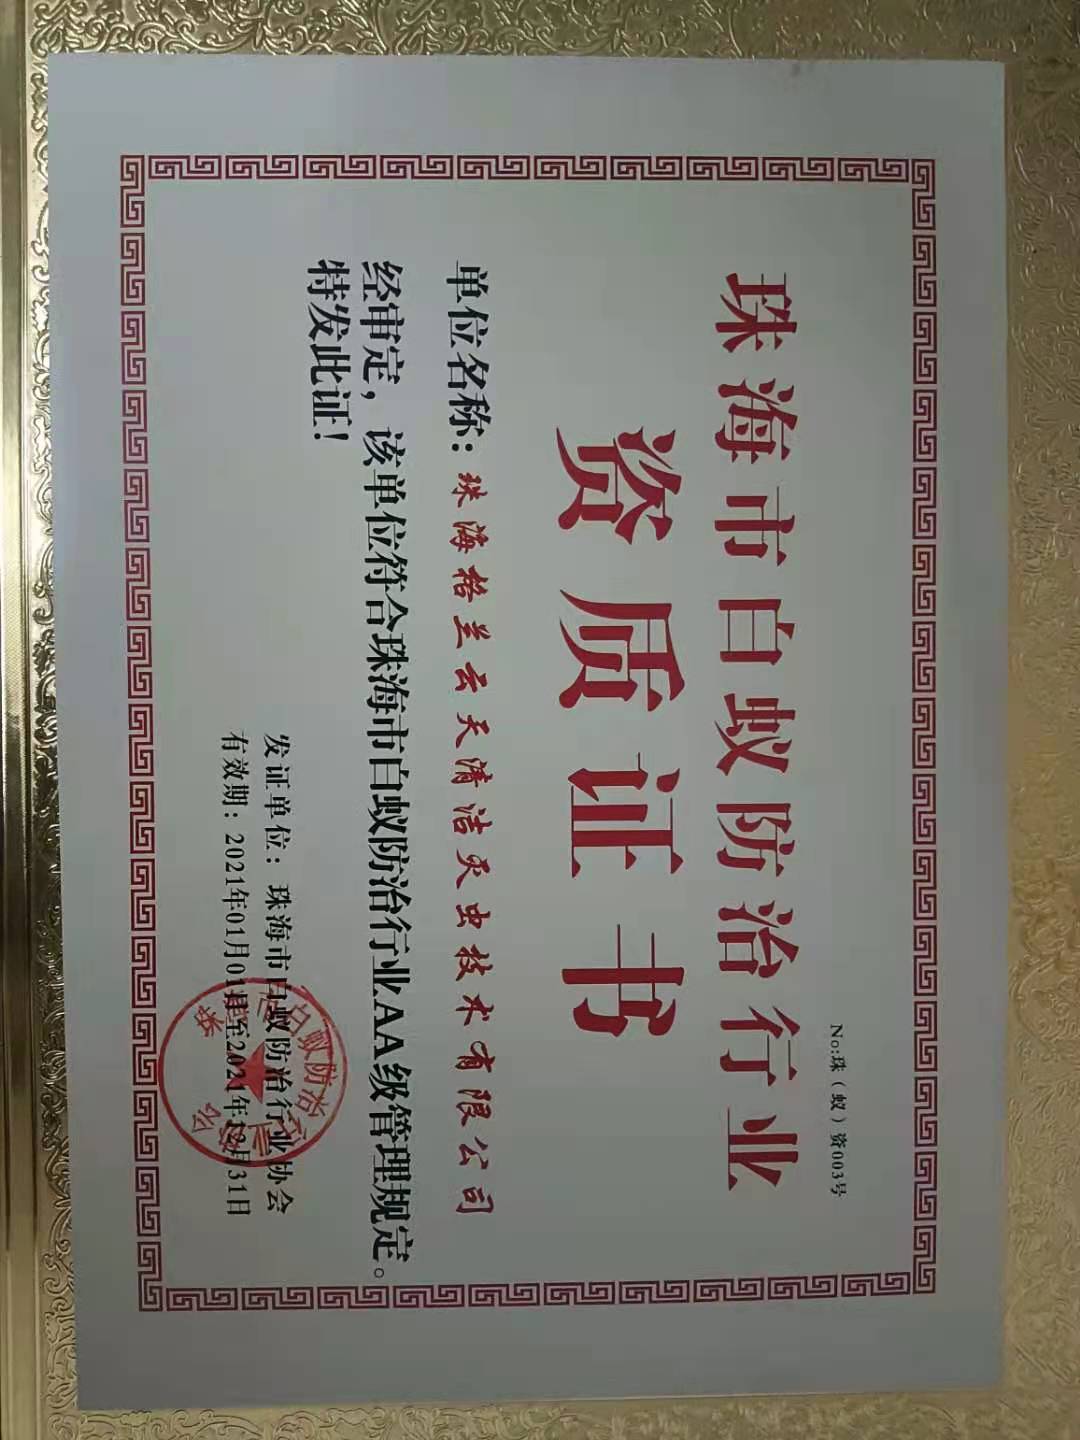 No:珠（蚁）资003号
珠海市白蚁防治行业
资质证书
单位名称：珠海格兰云天清洁灭虫技术有限公司
经审定，该单位符合珠海市白蚁防治行业AA级管理规定。
特发此证！
发证单位：珠海市白蚁防治行业协会
有效期：2021年01月01日至2021年12月31日